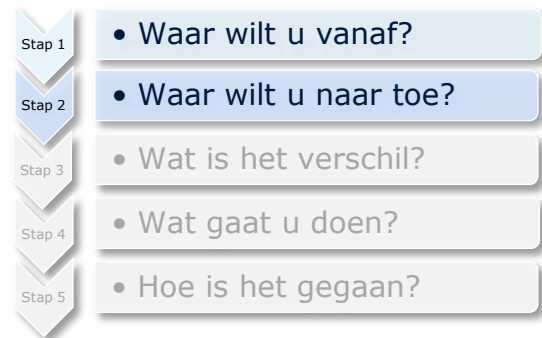 Stap 1 • Waar wilt u vanaf?
Stap 2 • Waar wilt u naar toe?
Stap 3 • Wat is het verschil?
Stap 4 • Wat gaat u doen?
Stap 5 • Hoe is het gegaan?